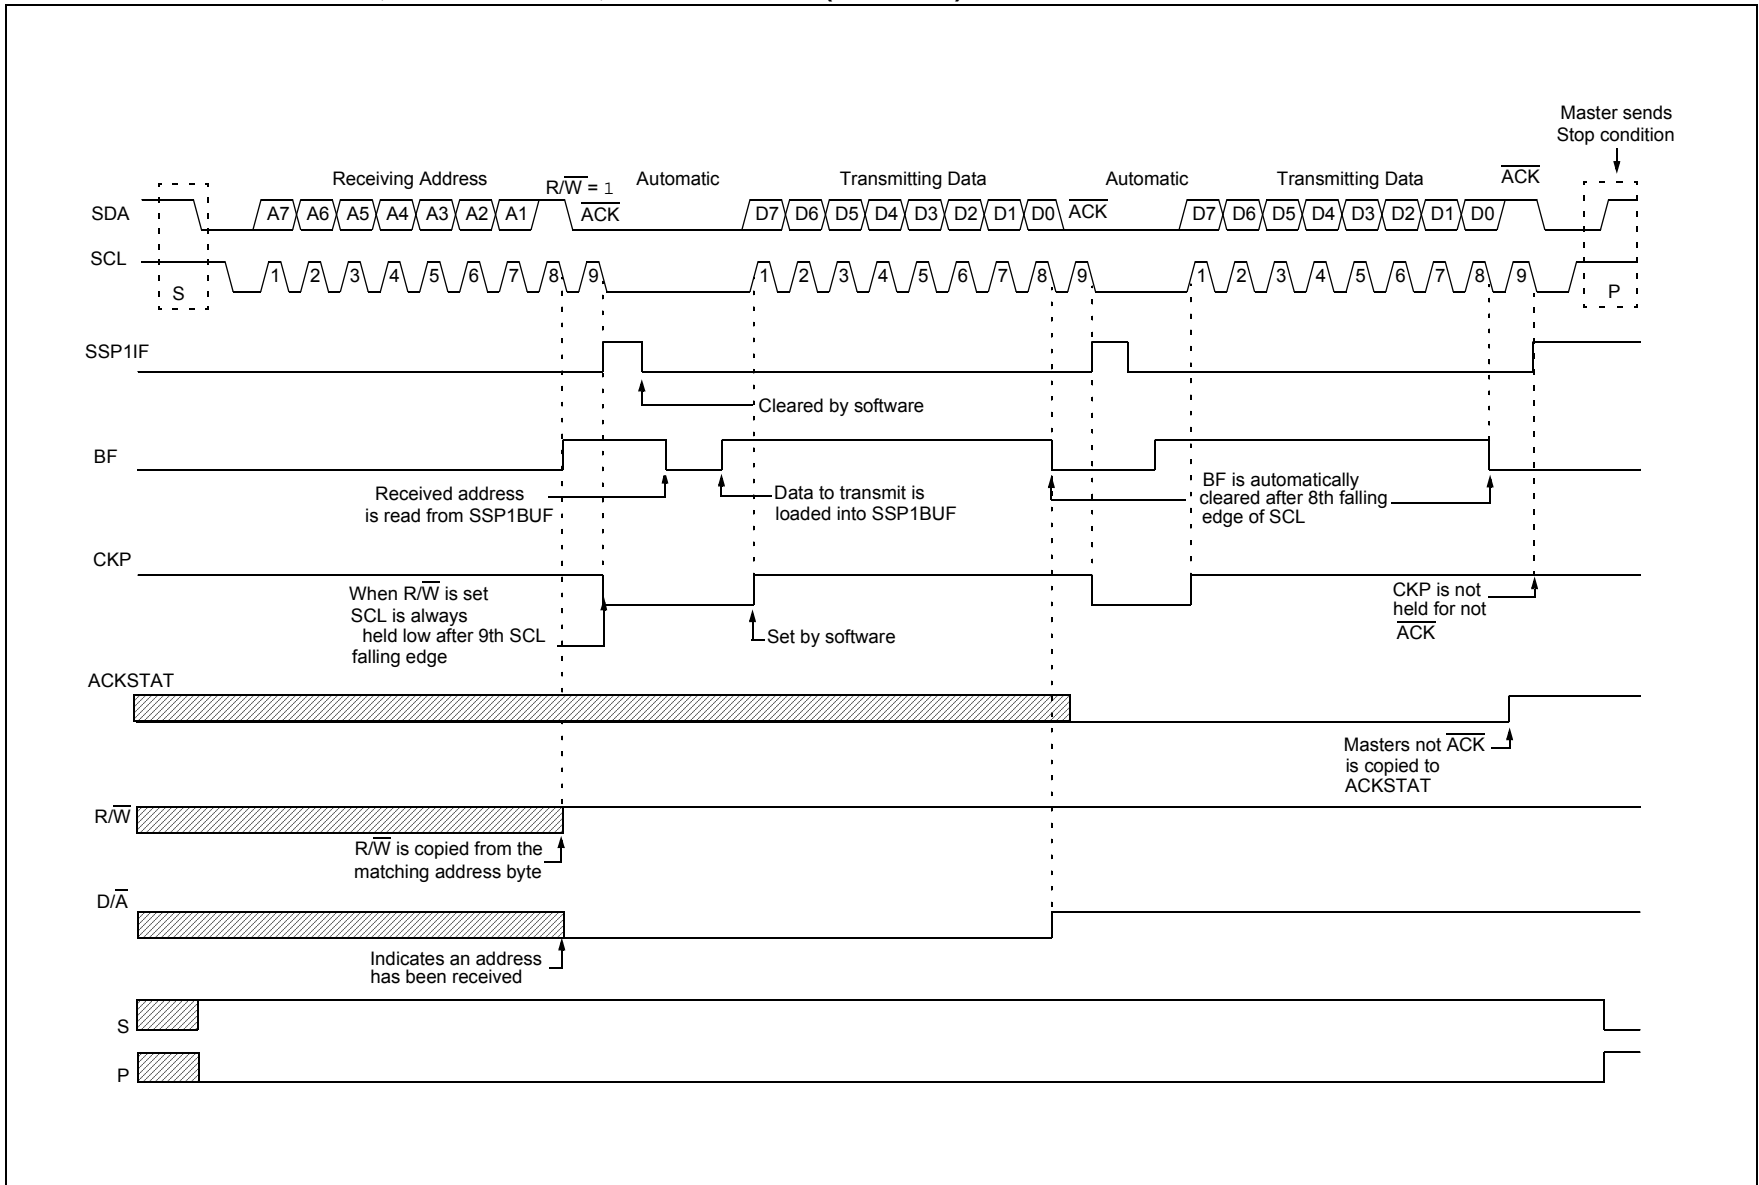 Master sends
Stop condition
Receiving Address
R/W = 1
Automatic
Transmitting Data
Automatic
Transmitting Data
ACK
SDA
A7 A6 A5 A4 A3 A2 A1
ACK
D7 D6 D5 D4 D3 D2 D1 D0
ACK
D7 D6 D5 D4 D3 D2 D1 D0
SCL
S
1 2 3 4 5 6 7 8 9
1 2 3 4 5 6 7 8 9
1 2 3 4 5 6 7 8 9
P
SSP1IF
Cleared by software
BF
Received address
is read from SSP1BUF
Data to transmit is
loaded into SSP1BUF
BF is automatically
cleared after 8th falling
edge of SCL
CKP
When R/W is set
SCL is always
held low after 9th SCL
falling edge
Set by software
CKP is not
held for not
ACK
ACKSTAT
Masters not ACK
is copied to
ACKSTAT
R/W
R/W is copied from the
matching address byte
D/A
Indicates an address
has been received
S
P